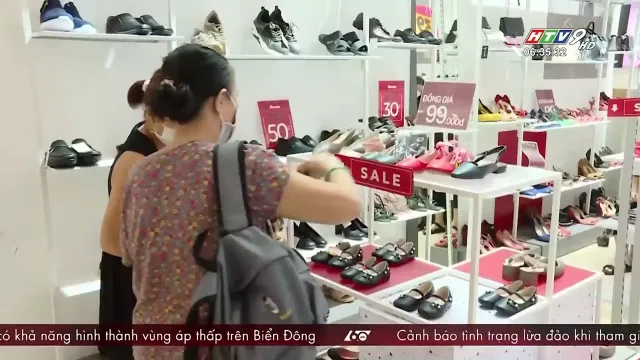 HTV9 HD
06:35:32
50
30
ĐỒNG GIÁ
99.000đ
SALE
có khả năng hình thành vùng áp thấp trên Biển Đông
60
Cảnh báo tình trạng lừa đảo khi tham g